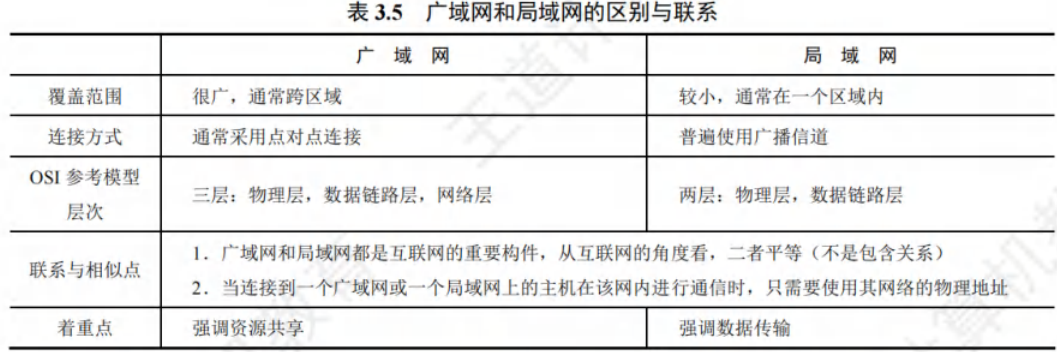 表 3.5 广域网和局域网的区别与联系
广 域 网
局 域 网
覆盖范围
很广，通常跨区域
较小，通常在一个区域内
连接方式
通常采用点对点连接
普遍使用广播信道
OSI 参考模型
层次
三层：物理层，数据链路层，网络层
两层：物理层，数据链路层
联系与相似点
1．广域网和局域网都是互联网的重要构件，从互联网的角度看，二者平等（不是包含关系）
2．当连接到一个广域网或一个局域网上的主机在该网内进行通信时，只需要使用其网络的物理地址
着重点
强调资源共享
强调数据传输